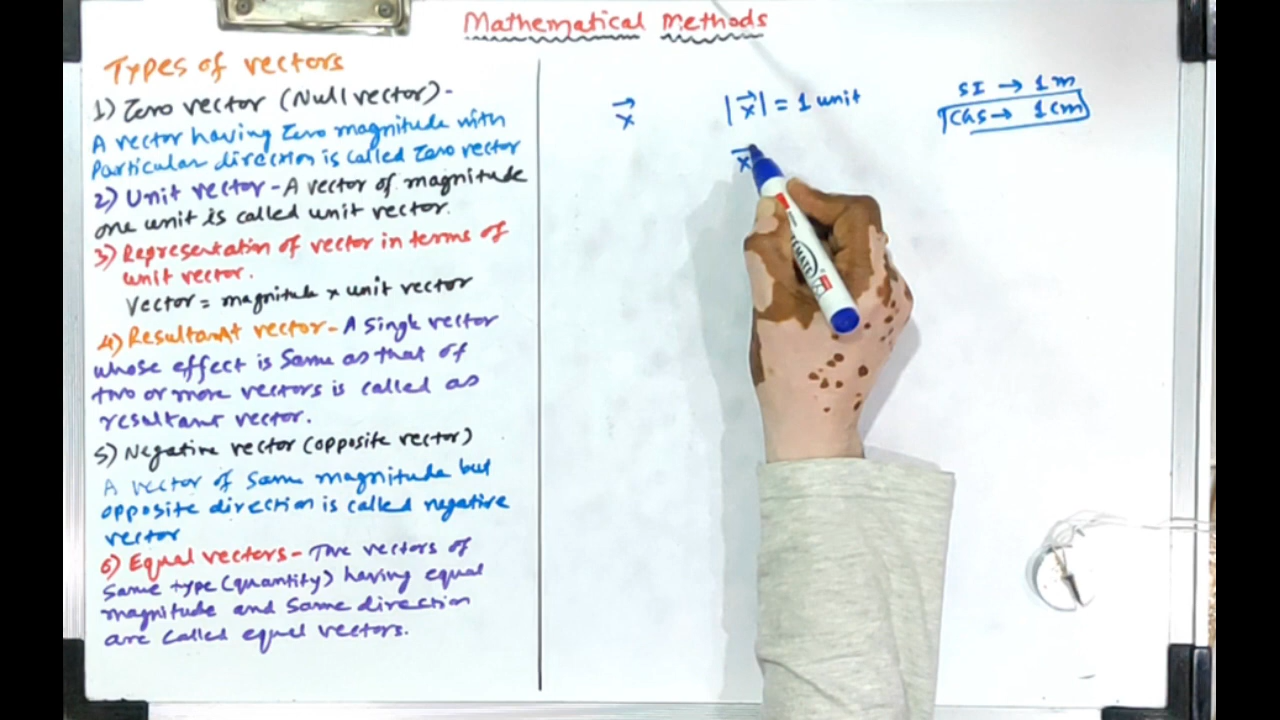 Mathematical Methods
Types of vectors
1) Zero vector (Null vector) -
A vector having zero magnitude with
Particular direction is called Zero vector
2) Unit vector - A vector of magnitude
one unit is called unit vector.
3) Representation of vector in terms of
unit vector.
Vector = magnitude x unit vector
4) Resultant vector - A Single vector
whose effect is Same as that of
two or more vectors is called as
resultant vector.
5) Negative vector (opposite vector)
A vector of Same magnitude but
opposite direction is called negative
vector
6) Equal vectors - Two vectors of
Same type (quantity) having equal
magnitude and Same direction
are called equal vectors.
x⃗ |x⃗| = 1 unit
x⃗
SI → 1 m
CGS → 1 cm